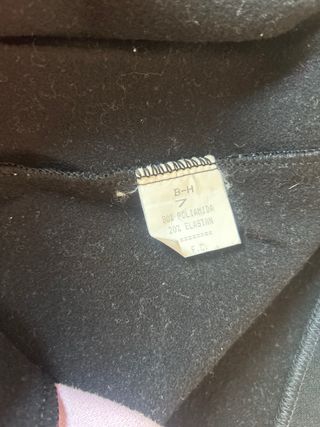 B-H
7
80% POLIAMIDA
20% ELASTAN
********
F.C.